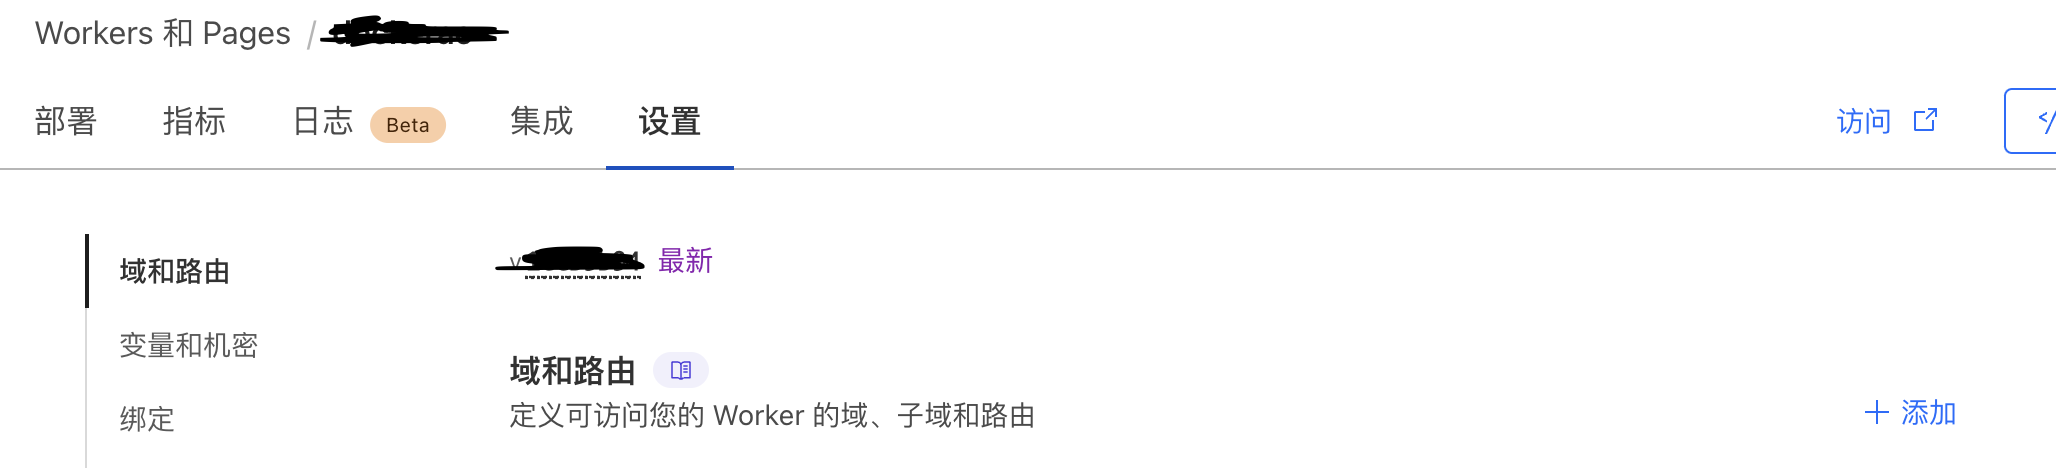 Workers 和 Pages /
部署 指标 日志 Beta 集成 设置 访问
域和路由
变量和机密
绑定
最新
域和路由
定义可访问您的 Worker 的域、子域和路由
添加